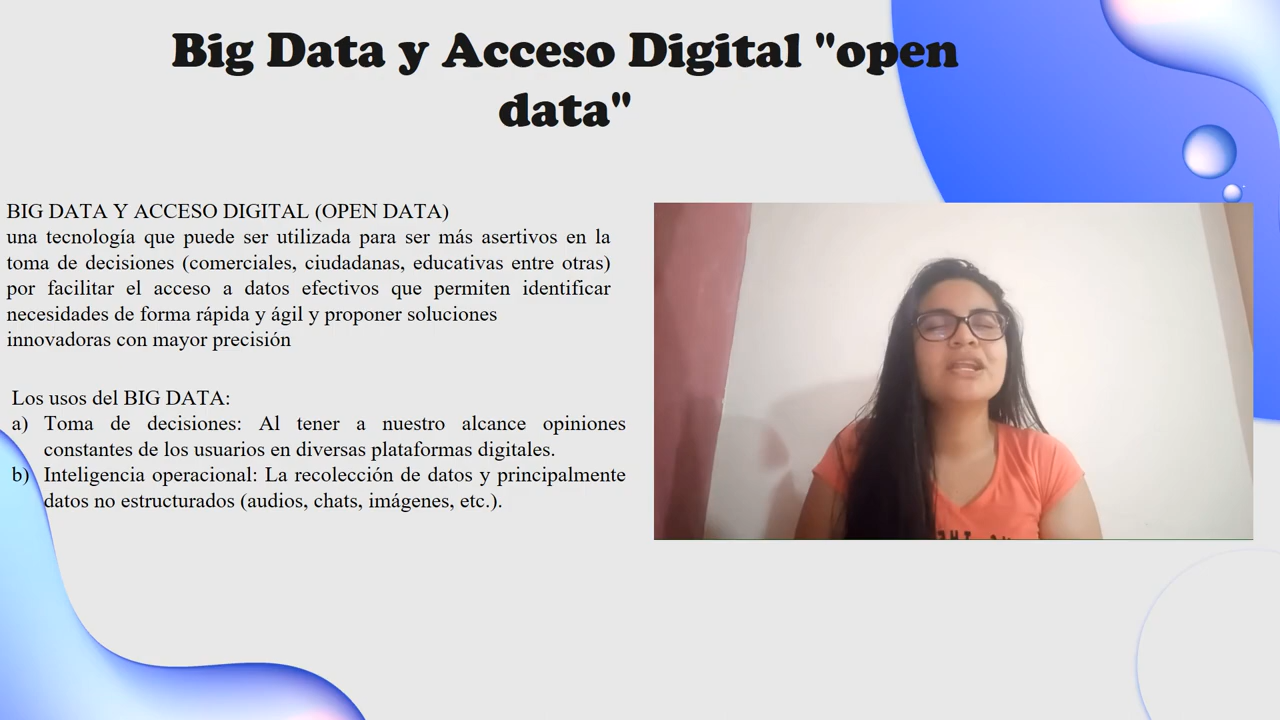 Big Data y Acceso Digital "open
data"
BIG DATA Y ACCESO DIGITAL (OPEN DATA)
una tecnología que puede ser utilizada para ser más asertivos en la
toma de decisiones (comerciales, ciudadanas, educativas entre otras)
por facilitar el acceso a datos efectivos que permiten identificar
necesidades de forma rápida y ágil y proponer soluciones
innovadoras con mayor precisión
Los usos del BIG DATA:
a) Toma de decisiones: Al tener a nuestro alcance opiniones
constantes de los usuarios en diversas plataformas digitales.
b) Inteligencia operacional: La recolección de datos y principalmente
datos no estructurados (audios, chats, imágenes, etc.).